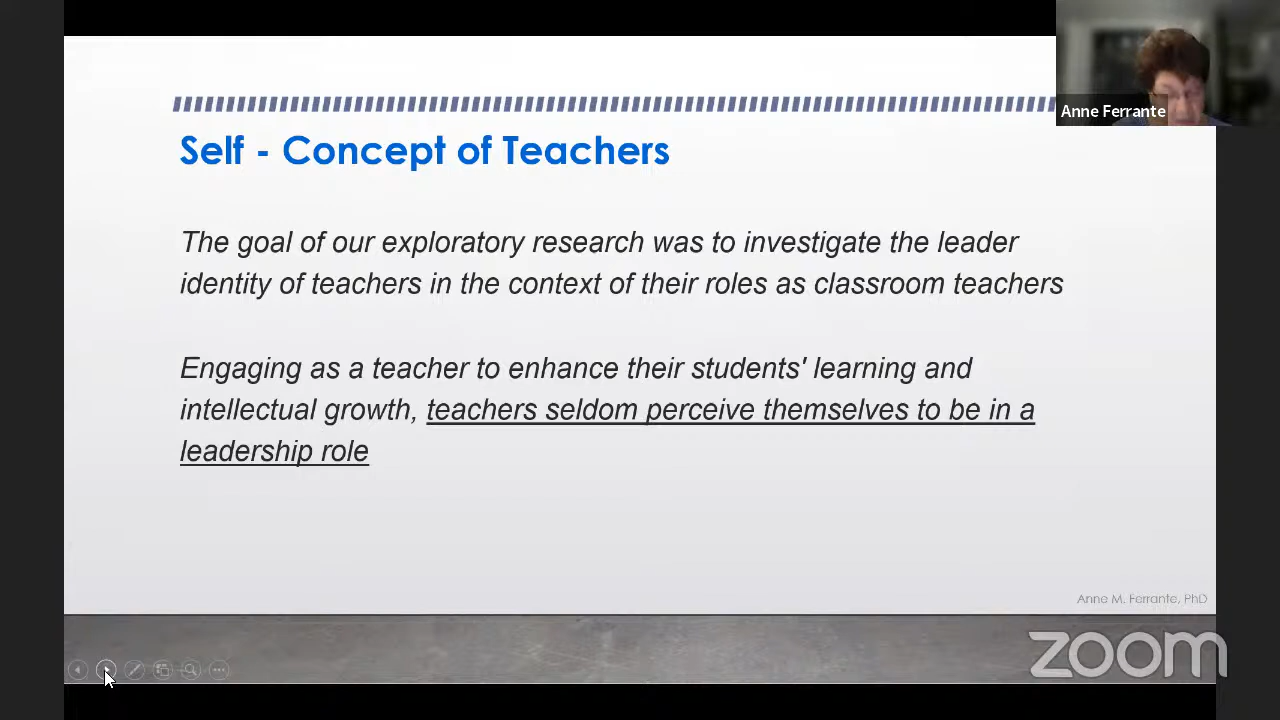 Anne Ferrante
Self - Concept of Teachers
The goal of our exploratory research was to investigate the leader
identity of teachers in the context of their roles as classroom teachers
Engaging as a teacher to enhance their students' learning and
intellectual growth, teachers seldom perceive themselves to be in a
leadership role
Anne M. Ferrante, PhD
zoom